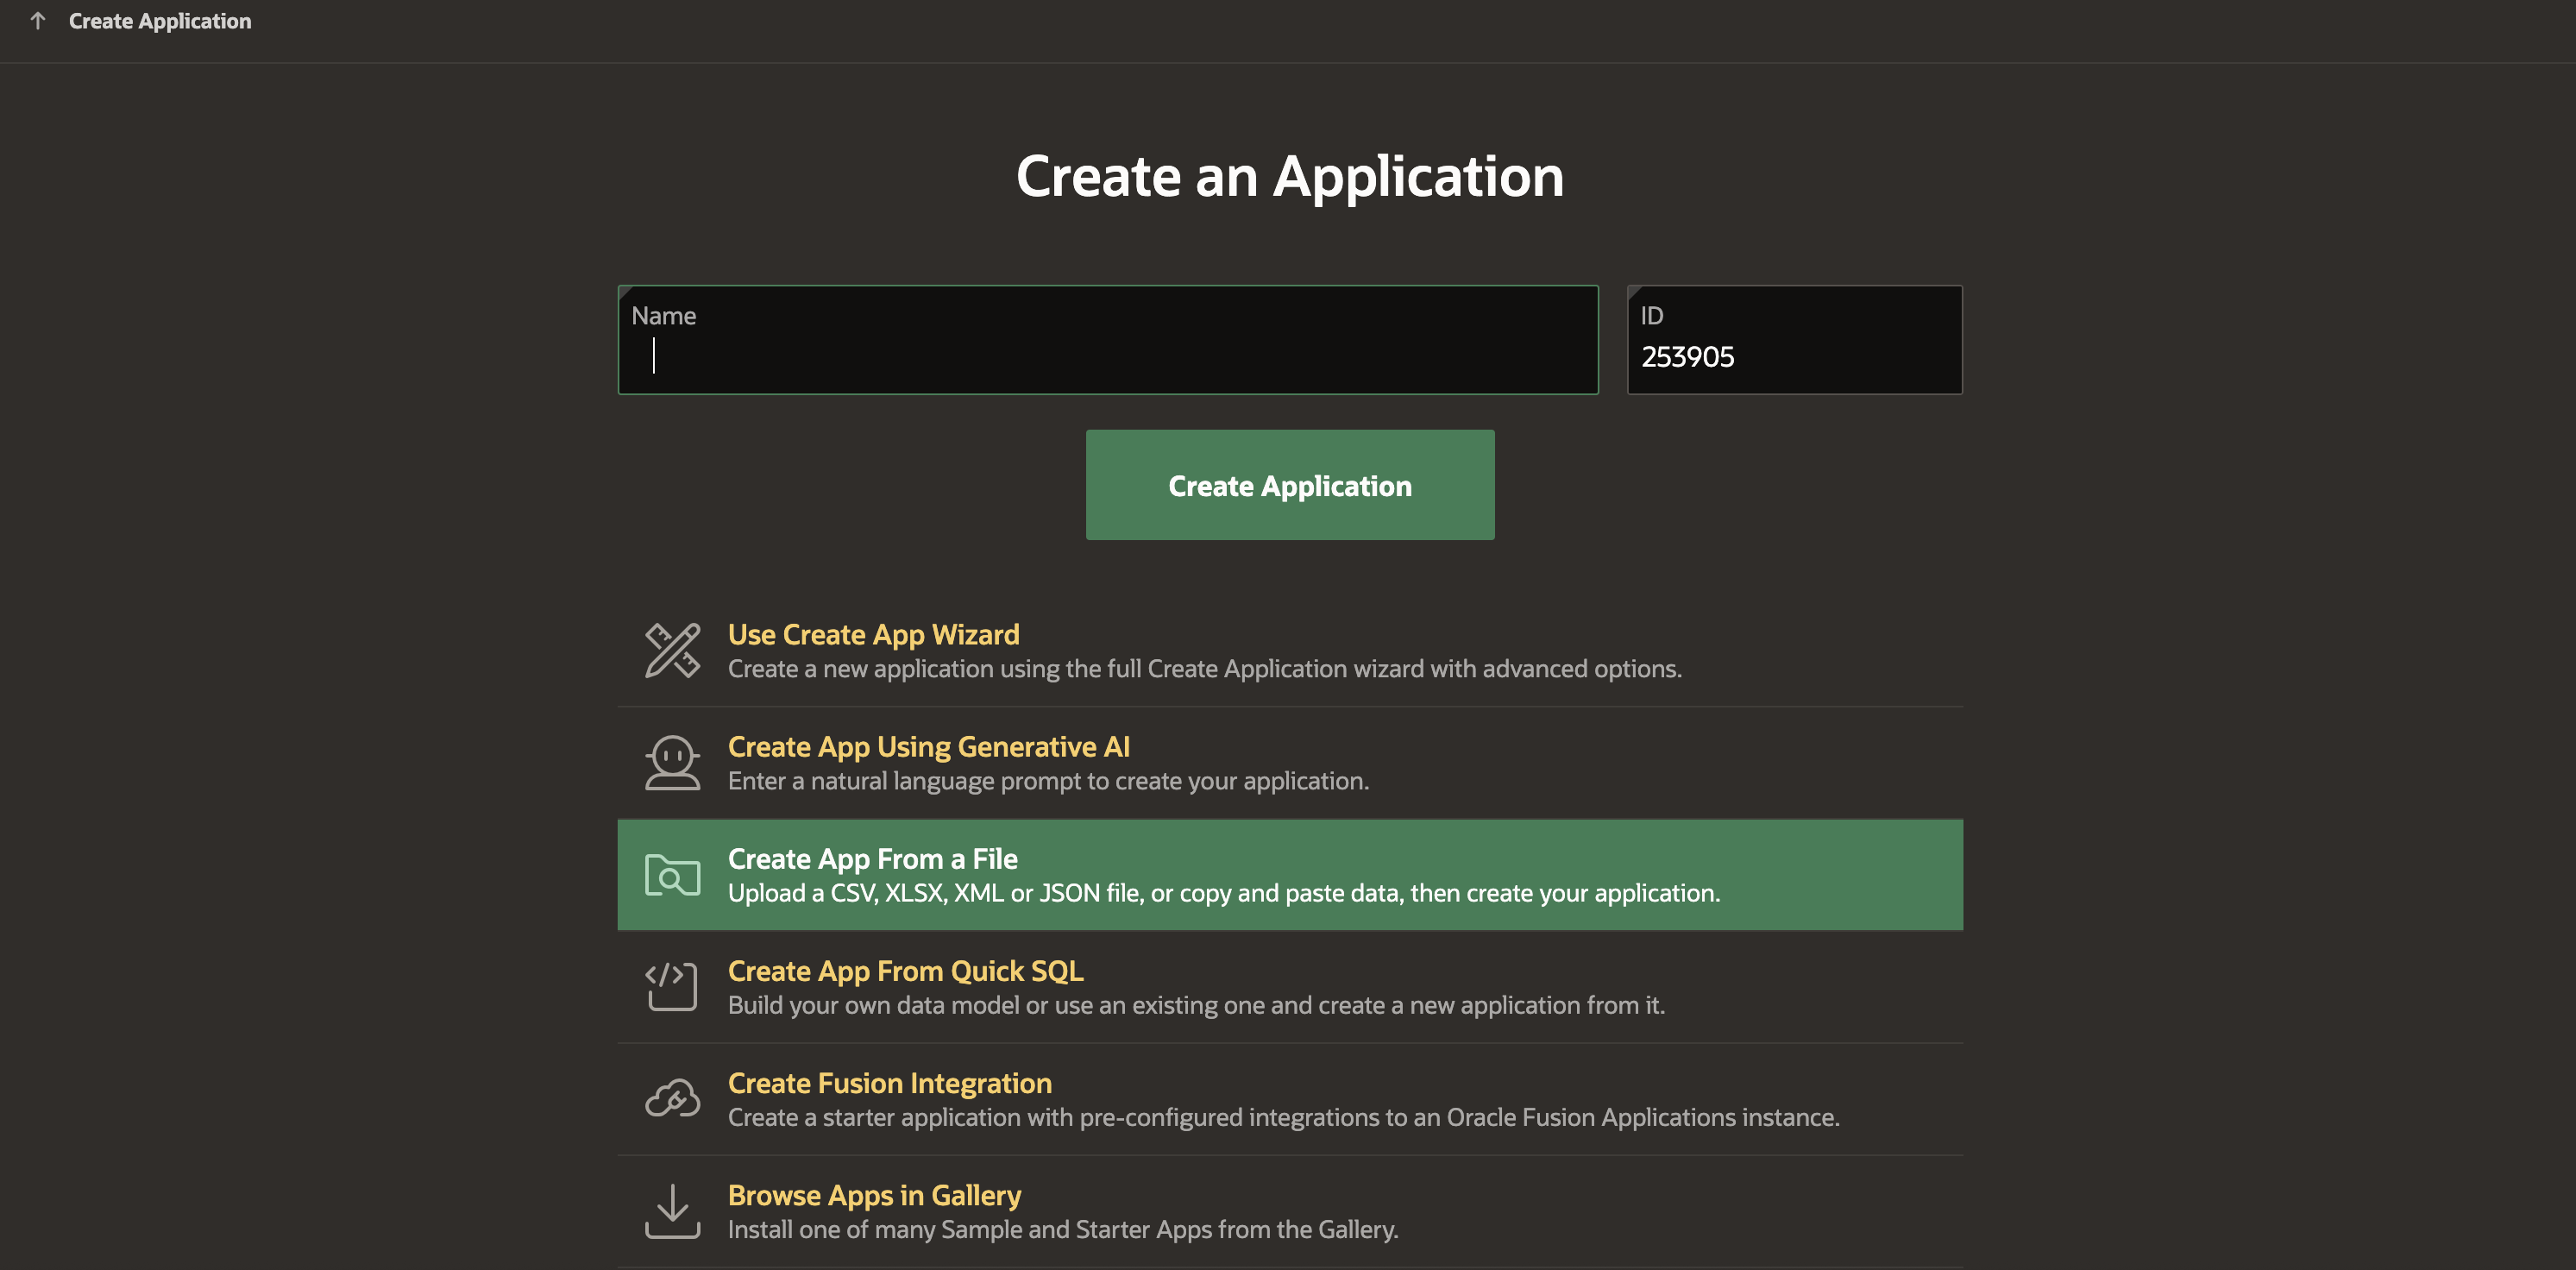 Create Application
Create an Application
Name
ID
253905
Create Application
Use Create App Wizard
Create a new application using the full Create Application wizard with advanced options.
Create App Using Generative AI
Enter a natural language prompt to create your application.
Create App From a File
Upload a CSV, XLSX, XML or JSON file, or copy and paste data, then create your application.
Create App From Quick SQL
Build your own data model or use an existing one and create a new application from it.
Create Fusion Integration
Create a starter application with pre-configured integrations to an Oracle Fusion Applications instance.
Browse Apps in Gallery
Install one of many Sample and Starter Apps from the Gallery.